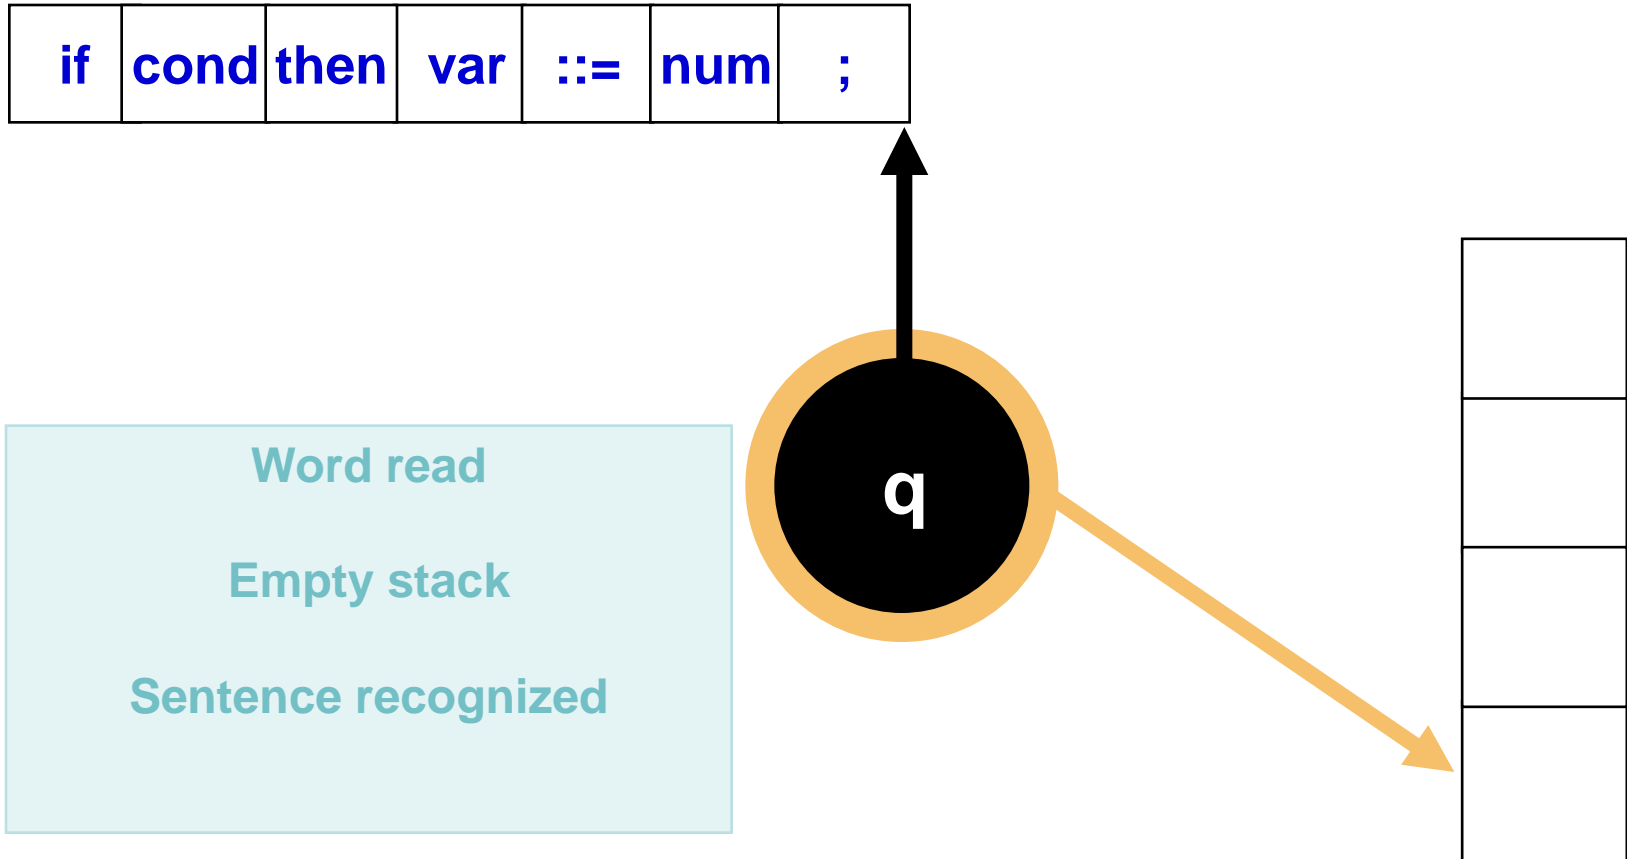 if cond then var ::= num ;
q
Word read
Empty stack
Sentence recognized